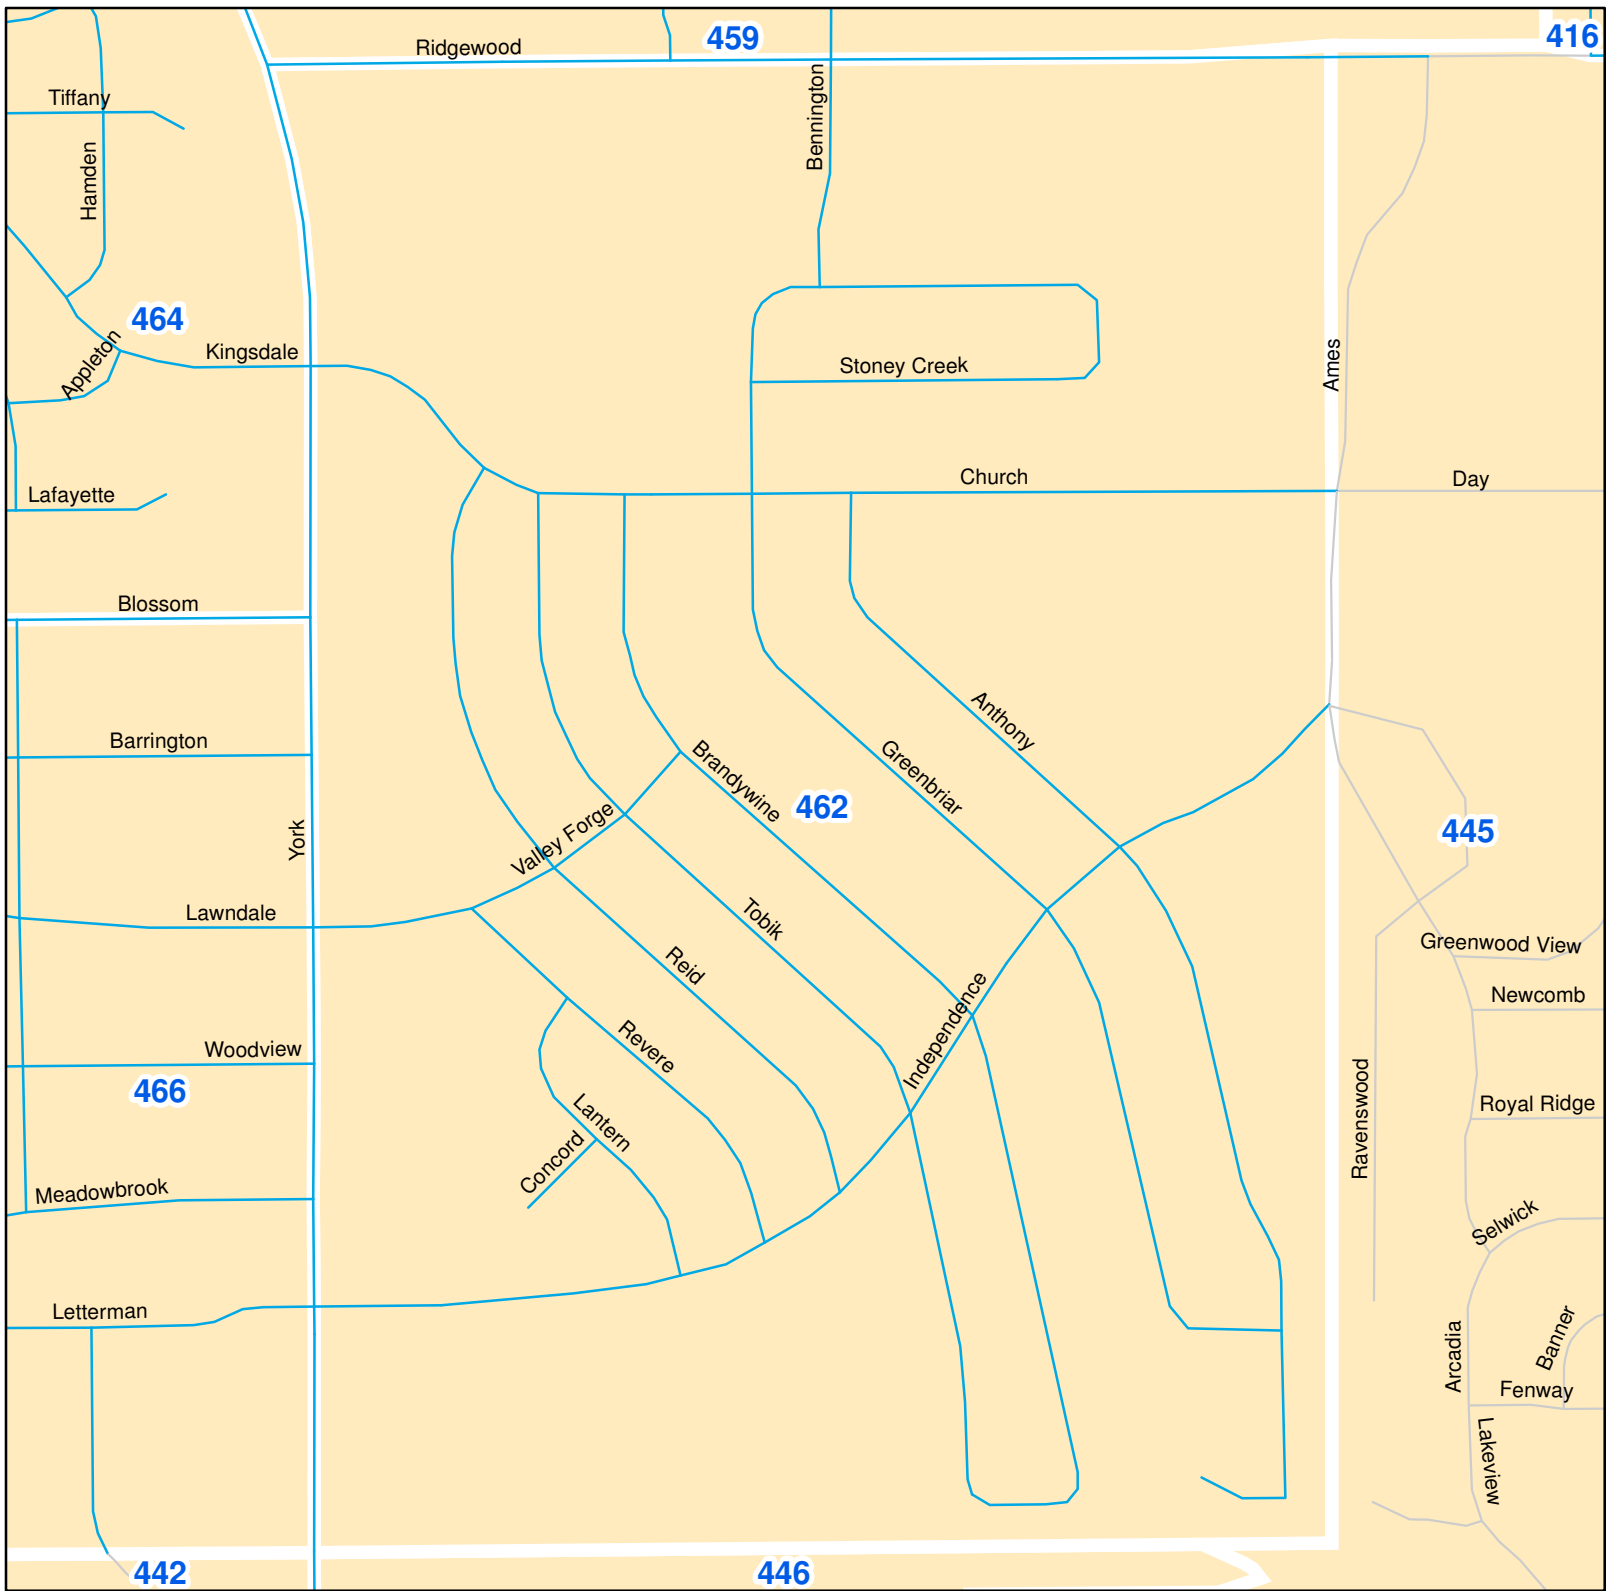 459
416
Ridgewood
Tiffany
Bennington
Hamden
464
Appleton
Kingsdale
Stoney Creek
Ames
Church
Day
Lafayette
Blossom
Barrington
Anthony
Greenbriar
Brandywine
462
York
Valley Forge
445
Lawndale
Tobik
Reid
Greenwood View
Independence
Newcomb
Revere
Woodview
466
Lantern
Concord
Ravenswood
Royal Ridge
Meadowbrook
Selwick
Letterman
Arcadia
Banner
Fenway
Lakeview
442
446